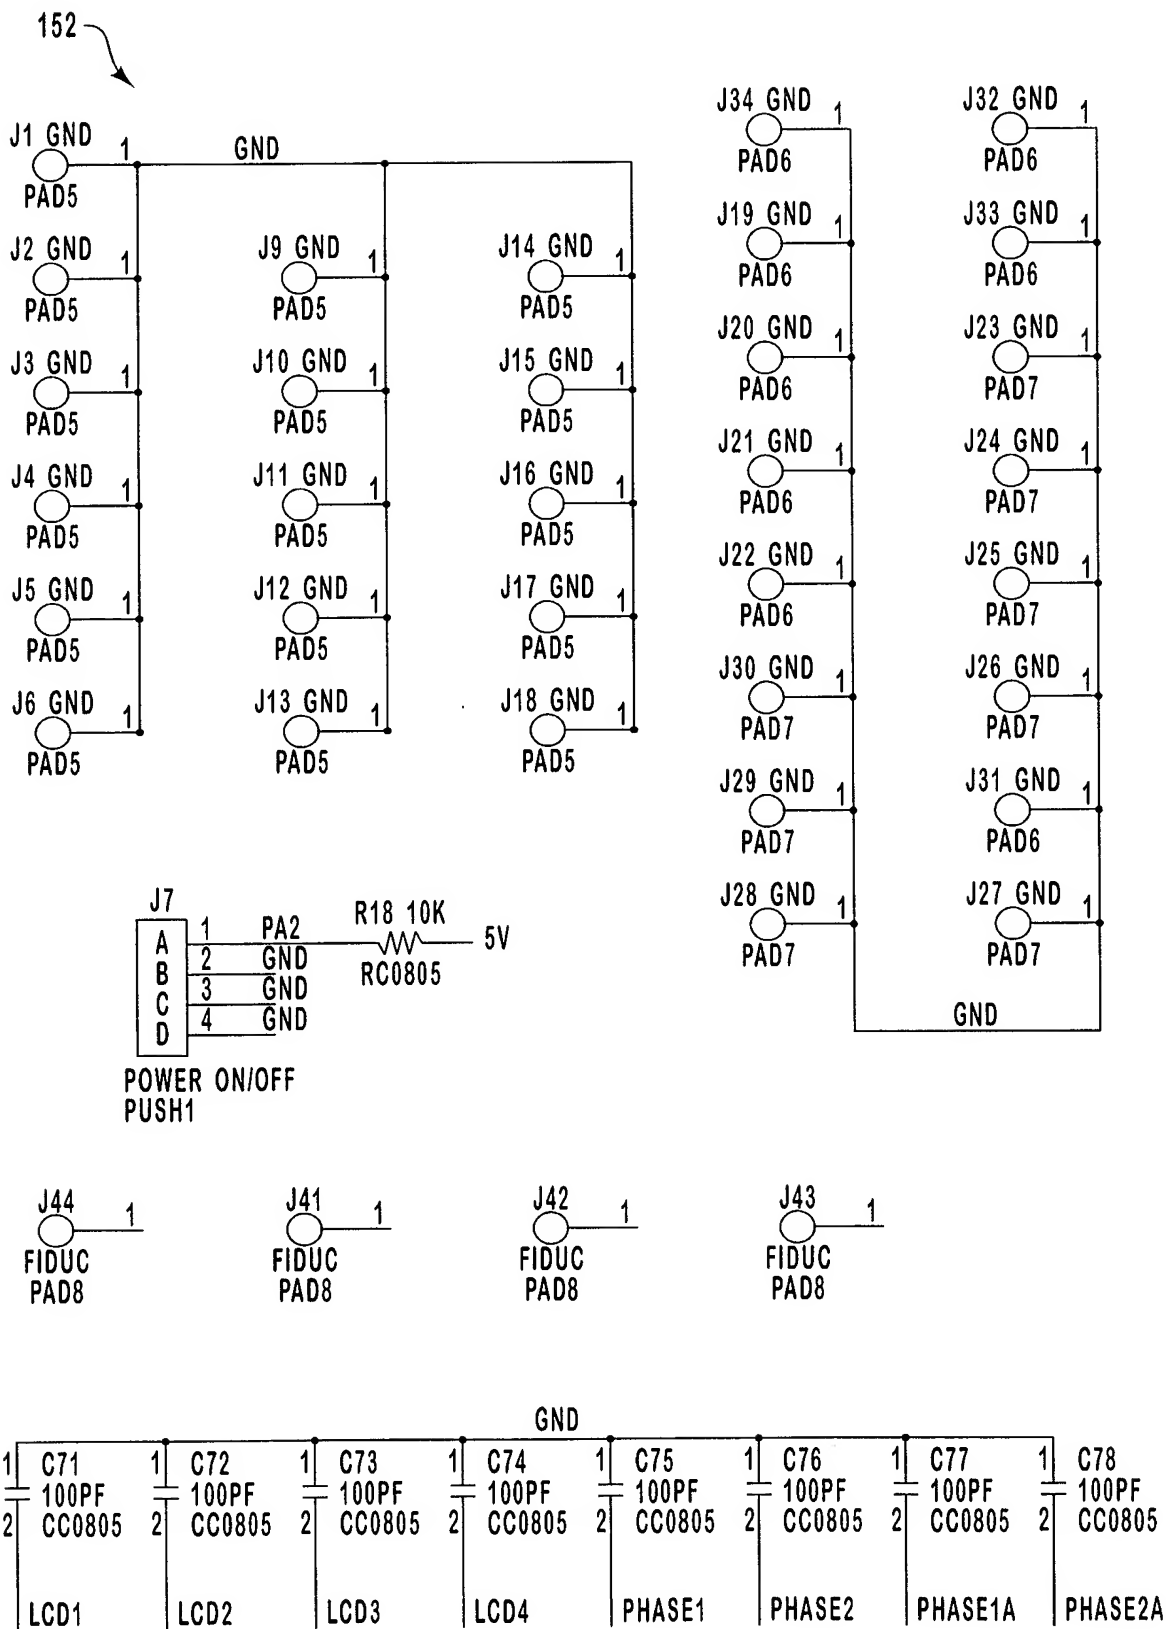 152
J1 GND 1
PAD5
GND
J2 GND 1
PAD5
J3 GND 1
PAD5
J4 GND 1
PAD5
J5 GND 1
PAD5
J6 GND 1
PAD5
J9 GND 1
PAD5
J10 GND 1
PAD5
J11 GND 1
PAD5
J12 GND 1
PAD5
J13 GND 1
PAD5
J14 GND 1
PAD5
J15 GND 1
PAD5
J16 GND 1
PAD5
J17 GND 1
PAD5
J18 GND 1
PAD5
J34 GND 1
PAD6
J19 GND 1
PAD6
J20 GND 1
PAD6
J21 GND 1
PAD6
J22 GND 1
PAD6
J30 GND 1
PAD7
J29 GND 1
PAD7
J28 GND 1
PAD7
J32 GND 1
PAD6
J33 GND 1
PAD6
J23 GND 1
PAD7
J24 GND 1
PAD7
J25 GND 1
PAD7
J26 GND 1
PAD7
J31 GND 1
PAD6
J27 GND 1
PAD7
GND
J7
A 1 PA2
B 2 GND
C 3 GND
D 4 GND
R18 10K
RC0805
5V
POWER ON/OFF
PUSH1
J44 1
FIDUC
PAD8
J41 1
FIDUC
PAD8
J42 1
FIDUC
PAD8
J43 1
FIDUC
PAD8
GND
1 C71
100PF
2 CC0805
LCD1
1 C72
100PF
2 CC0805
LCD2
1 C73
100PF
2 CC0805
LCD3
1 C74
100PF
2 CC0805
LCD4
1 C75
100PF
2 CC0805
PHASE1
1 C76
100PF
2 CC0805
PHASE2
1 C77
100PF
2 CC0805
PHASE1A
1 C78
100PF
2 CC0805
PHASE2A